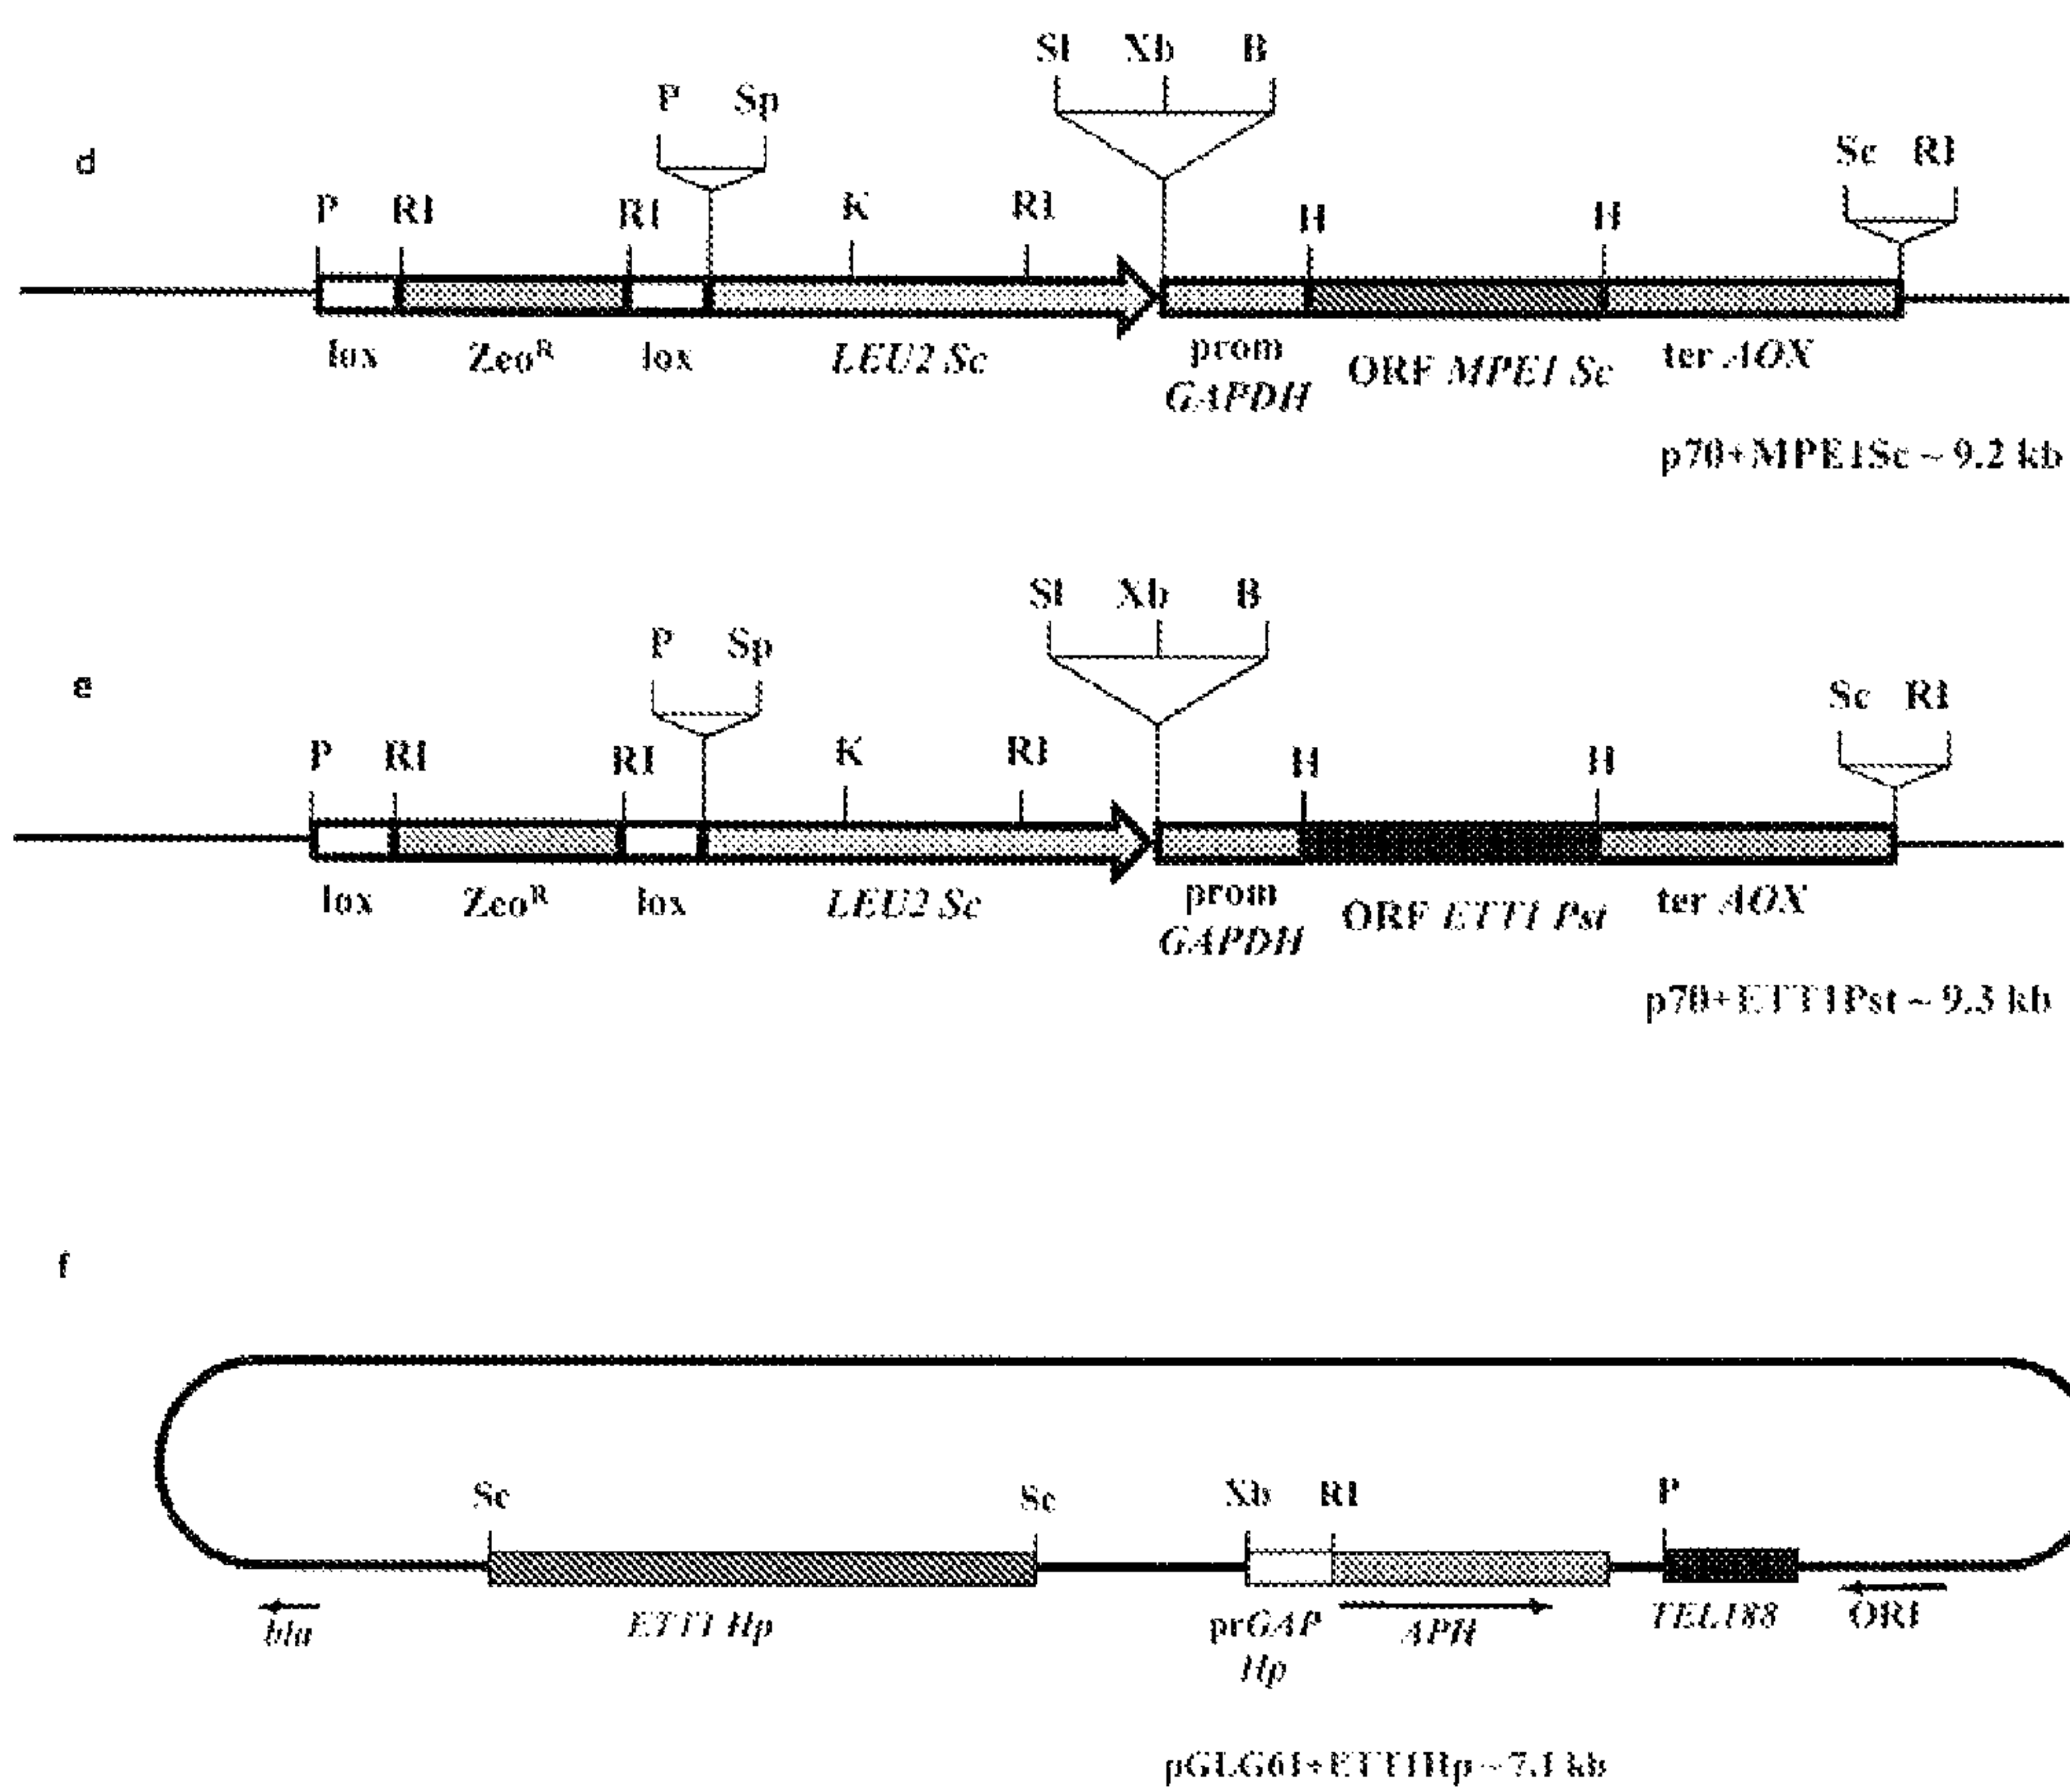 Sl Xb B
P Sp
d
Sc RI
P RI RI K RI H H
lox Zeo^R lox LEU2 Sc prom GAPDH ORF MPE1 Sc ter AOX
p70+MPE1Sc ~ 9.2 kb
Sl Xb B
P Sp
e
Sc RI
P RI RI K RI H H
lox Zeo^R lox LEU2 Sc prom GAPDH ORF ETT1 Pst ter AOX
p70+ETT1Pst ~ 9.3 kb
f
Sc Sc Xb RI P
bla ETT1 Hp prGAP Hp APH TEL188 ORI
pGLG61+ETT1Hp ~ 7.1 kb